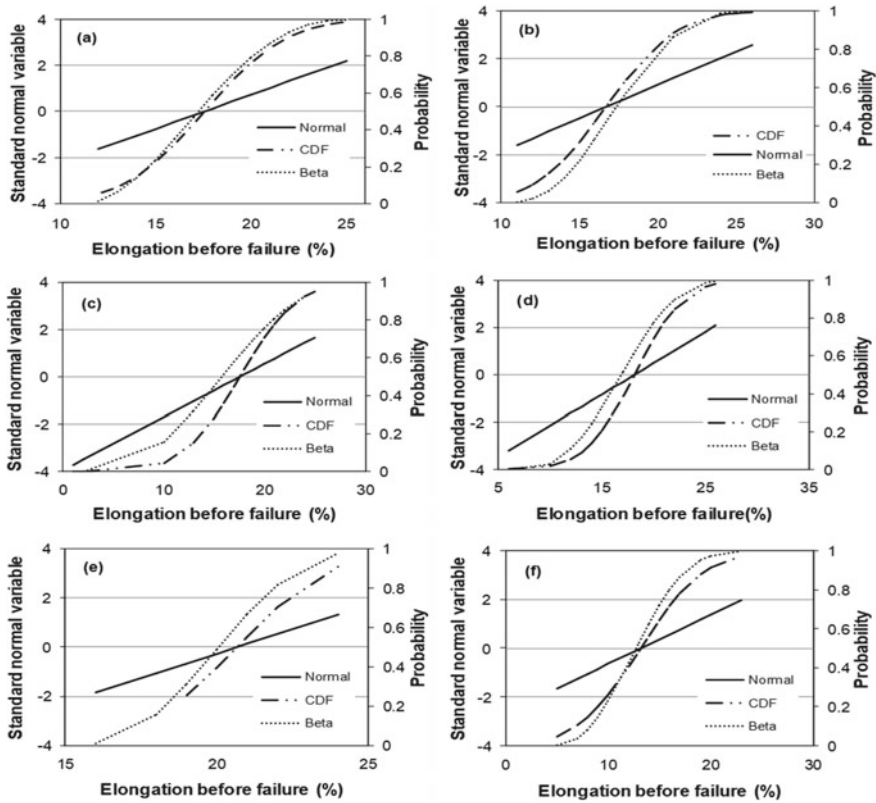 (a)
Standard normal variable
4
2
0
-2
-4
Normal
CDF
Beta
1
0.8
0.6
0.4
0.2
0
Probability
10 15 20 25
Elongation before failure (%)
(b)
Standard normal variable
4
2
0
-2
-4
CDF
Normal
Beta
1
0.8
0.6
0.4
0.2
0
Probability
10 15 20 25 30
Elongation before failure (%)
(c)
Standard normal variable
4
2
0
-2
-4
Normal
CDF
Beta
1
0.8
0.6
0.4
0.2
0
Probability
0 10 20 30
Elongation before failure (%)
(d)
Standard normal variable
4
2
0
-2
-4
Normal
CDF
Beta
1
0.8
0.6
0.4
0.2
0
Probability
5 15 25 35
Elongation before failure(%)
(e)
Standard normal variable
4
2
0
-2
-4
Normal
CDF
Beta
1
0.8
0.6
0.4
0.2
0
Probability
15 20 25
Elongation before failure (%)
(f)
Standard normal variable
4
2
0
-2
-4
Normal
CDF
Beta
1
0.8
0.6
0.4
0.2
0
Probability
0 10 20 30
Elongation before failure (%)